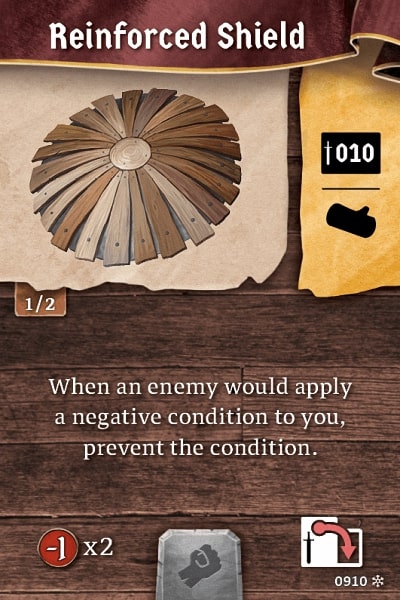 Reinforced Shield
010
1/2
When an enemy would apply
a negative condition to you,
prevent the condition.
-1 x2
0910